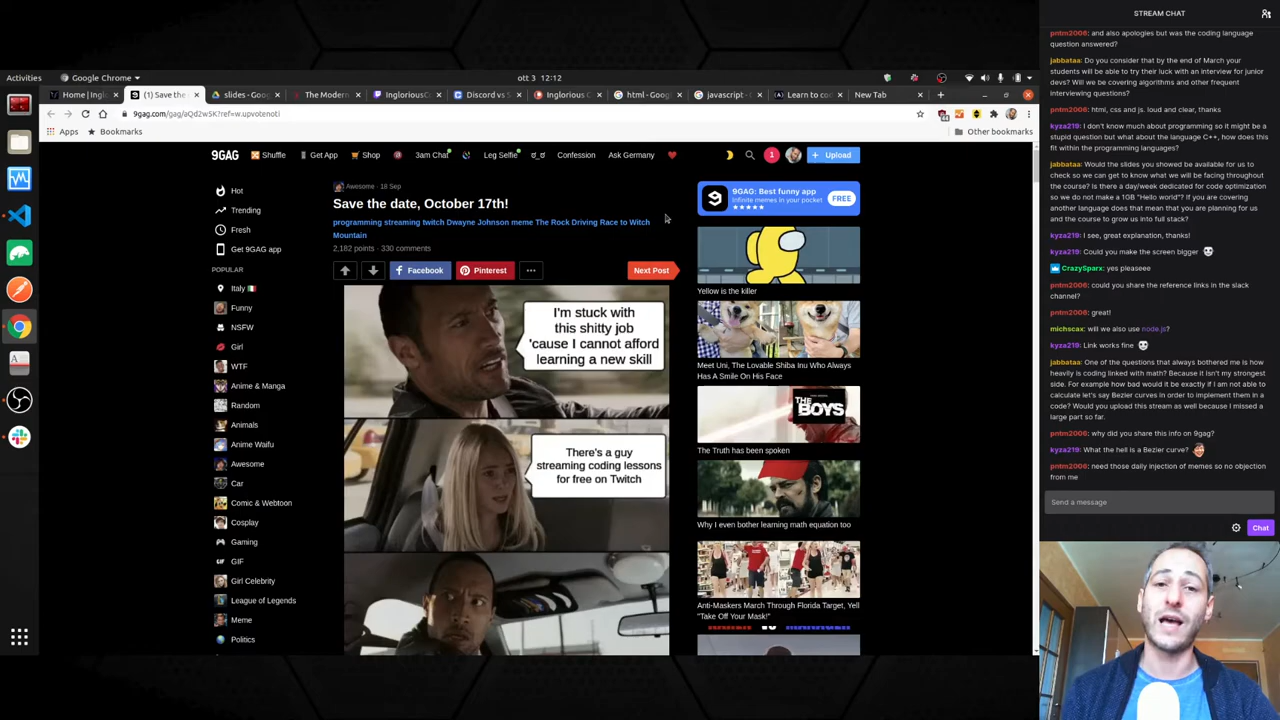 Activities
Google Chrome
ott 3 12:12
Home | Inglo
(1) Save the
slides - Goog
The Modern
InglouriousC
Discord vs S
Inglorious C
html - Goog
javascript -
Learn to cod
New Tab
9gag.com/gag/aQd2w5K?ref=w.upvotenoti
Apps
Bookmarks
Other bookmarks
9GAG
Shuffle
Get App
Shop
3am Chat
Leg Selfie
ಠ_ಠ
Confession
Ask Germany
1
+ Upload
Hot
Trending
Fresh
Get 9GAG app
POPULAR
Italy
Funny
NSFW
Girl
WTF
Anime & Manga
Random
Animals
Anime Waifu
Awesome
Car
Comic & Webtoon
Cosplay
Gaming
GIF
Girl Celebrity
League of Legends
Meme
Politics
Awesome · 18 Sep
Save the date, October 17th!
programming streaming twitch Dwayne Johnson meme The Rock Driving Race to Witch
Mountain
2,182 points · 330 comments
Facebook
Pinterest
Next Post
I'm stuck with
this shitty job
'cause I cannot afford
learning a new skill
There's a guy
streaming coding lessons
for free on Twitch
9GAG: Best funny app
Infinite memes in your pocket
★★★★★
FREE
Yellow is the killer
Meet Uni, The Lovable Shiba Inu Who Always
Has A Smile On His Face
THE BOYS
The Truth has been spoken
Why I even bother learning math equation too
Anti-Maskers March Through Florida Target, Yell
"Take Off Your Mask!"
STREAM CHAT
pntm2006: and also apologies but was the coding language
question answered?
jabbataa: Do you consider that by the end of March your
students will be able to try their luck with an interview for junior
devs? Will we be covering algorithms and other frequent
interviewing questions?
pntm2006: html, css and js. loud and clear, thanks
kyza219: I don't know much about programming so it might be a
stupid question but what about the language C++, how does this
fit within the programming languages?
jabbataa: Would the slides you showed be available for us to
check so we can get to know what we will be facing throughout
the course? Is there a day/week dedicated for code optimization
so we do not make a 1GB "Hello world"? If you are covering
another language does that mean that you are planning for us
and the course to grow us into full stack?
kyza219: I see, great explanation, thanks!
kyza219: Could you make the screen bigger
CrazySparx: yes pleaseee
pntm2006: could you share the reference links in the slack
channel?
pntm2006: great!
michscax: will we also use node.js?
kyza219: Link works fine
jabbataa: One of the questions that always bothered me is how
heavily is coding linked with math? Because it isn't my strongest
side. For example how bad would it be exactly if I am not able to
calculate let's say Bezier curves in order to implement them in a
code? Would you upload this stream as well because I missed a
large part so far.
pntm2006: why did you share this info on 9gag?
kyza219: What the hell is a Bezier curve?
pntm2006: need those daily injection of memes so no objection
from me
Send a message
Chat